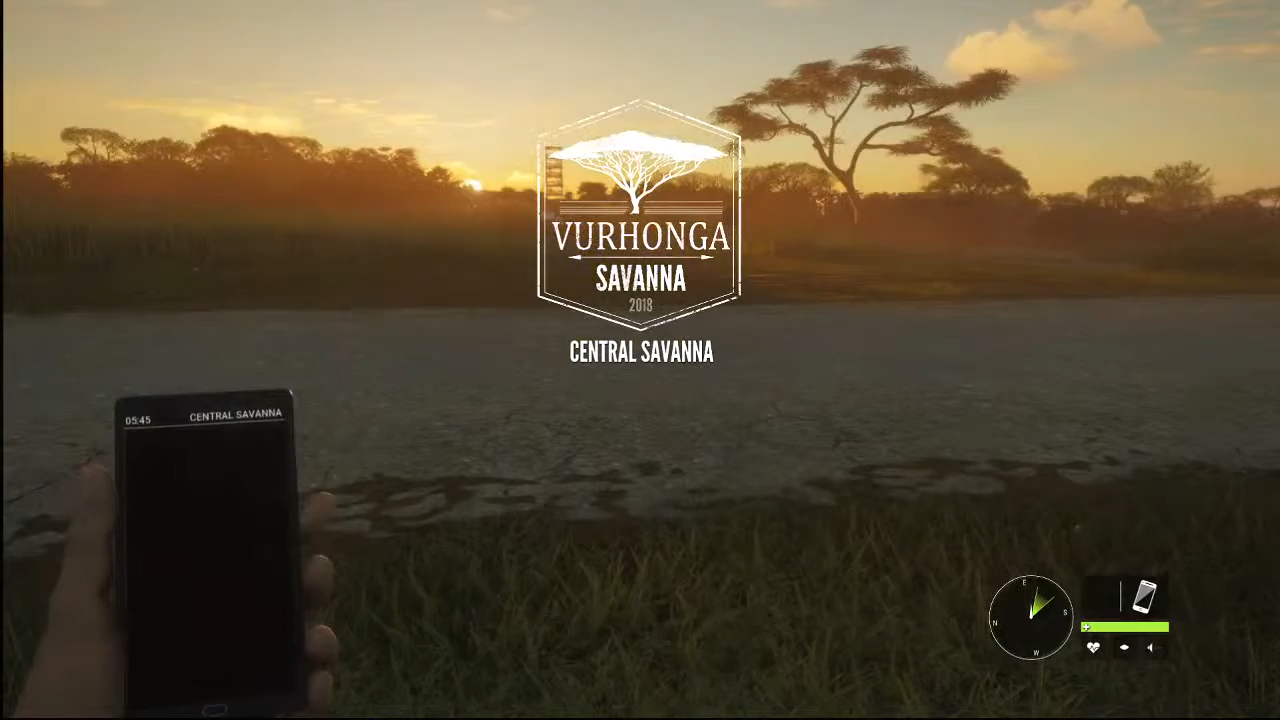 VURHONGA
SAVANNA
2018
CENTRAL SAVANNA
05:45 CENTRAL SAVANNA
E
N
S
W